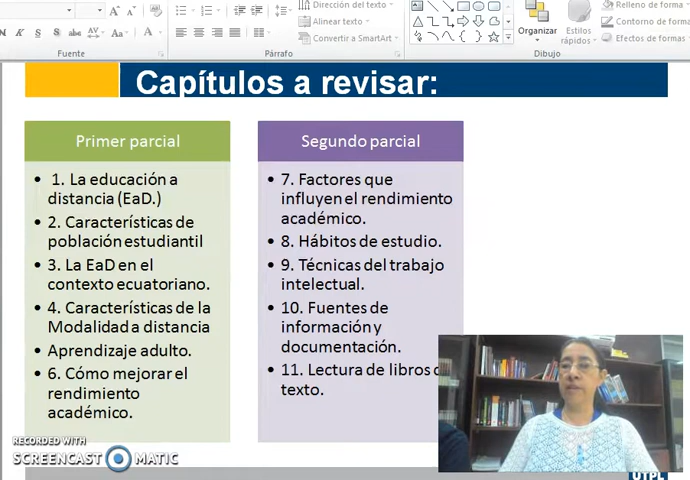 Dirección del texto
Alinear texto
Convertir a SmartArt
Organizar
Estilos
rápidos
Relleno de forma
Contorno de forma
Efectos de formas
N K S abc AV Aa A
Fuente
Párrafo
Dibujo
Capítulos a revisar:
Primer parcial
• 1. La educación a
distancia (EaD.)
• 2. Características de
población estudiantil
• 3. La EaD en el
contexto ecuatoriano.
• 4. Características de la
Modalidad a distancia
• Aprendizaje adulto.
• 6. Cómo mejorar el
rendimiento
académico.
Segundo parcial
• 7. Factores que
influyen el rendimiento
académico.
• 8. Hábitos de estudio.
• 9. Técnicas del trabajo
intelectual.
• 10. Fuentes de
información y
documentación.
• 11. Lectura de libros
texto.
RECORDED WITH
SCREENCAST MATIC
UTPL